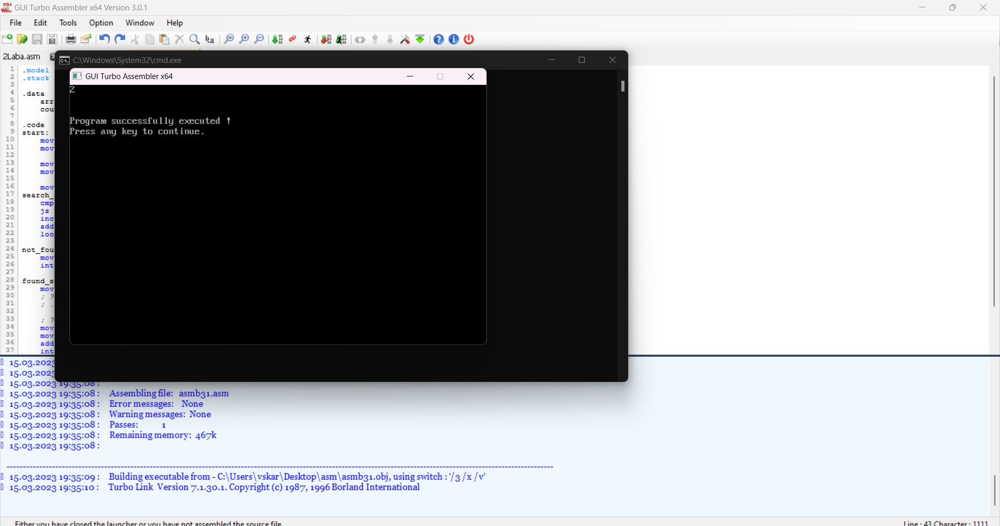 GUI Turbo Assembler x64 Version 3.0.1
File Edit Tools Option Window Help
2Laba.asm
C:\Windows\System32\cmd.exe
GUI Turbo Assembler x64
2
Program successfully executed !
Press any key to continue.
1 .model
2 .stack
3
4 .data
5 arr
6 cou
7
8 .code
9 start:
10 mov
11 mov
12
13 mov
14 mov
15
16 mov
17 search_
18 cmp
19 jz
20 inc
21 add
22 loo
23
24 not_fou
25 mov
26 int
27
28 found_z
29 mov
30 ; ?
31 ; .
32
33 ; ?
34 mov
35 mov
36 add
37 int
15.03.2023
15.03.2023
15.03.2023 19:35:08 :
15.03.2023 19:35:08 : Assembling file: asmb31.asm
15.03.2023 19:35:08 : Error messages: None
15.03.2023 19:35:08 : Warning messages: None
15.03.2023 19:35:08 : Passes: 1
15.03.2023 19:35:08 : Remaining memory: 467k
15.03.2023 19:35:08 :
15.03.2023 19:35:09 : Building executable from - C:\Users\vskar\Desktop\asm\asmb31.obj, using switch : '/3 /x /v'
15.03.2023 19:35:10 : Turbo Link Version 7.1.30.1. Copyright (c) 1987, 1996 Borland International
Either you have closed the launcher or you have not assembled the source file.
Line : 43 Character : 1111